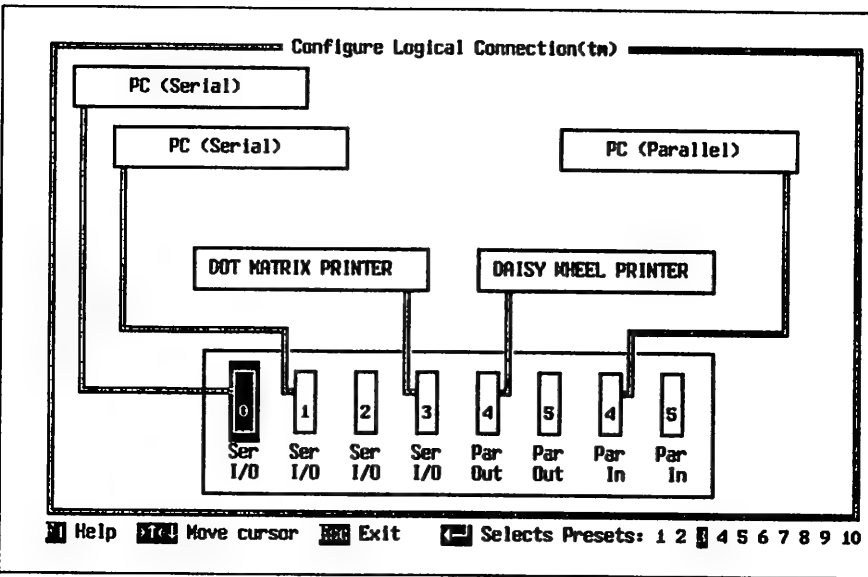 Configure Logical Connection(tm)
PC (Serial)
PC (Serial)
PC (Parallel)
DOT MATRIX PRINTER
DAISY WHEEL PRINTER
0 1 2 3 4 5 4 5
Ser Ser Ser Ser Par Par Par Par
I/O I/O I/O I/O Out Out In In
F1 Help Move cursor ESC Exit Selects Presets: 1 2 3 4 5 6 7 8 9 10